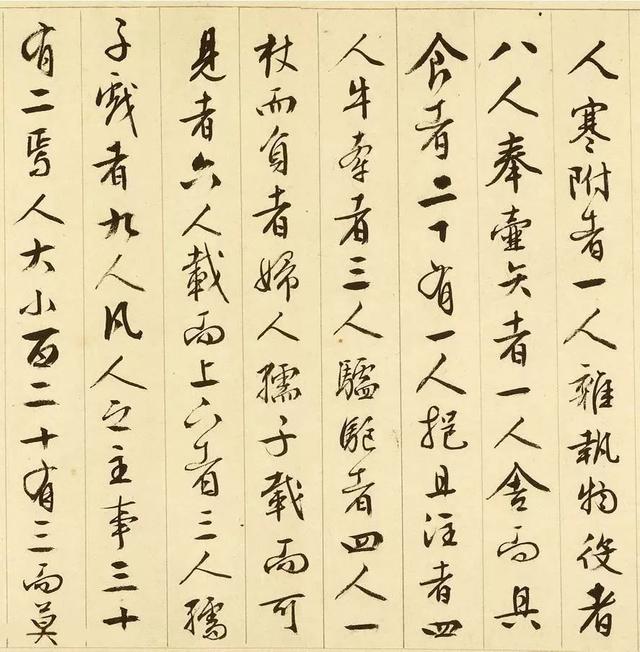 人寒附者一人雜執物役者
八人奉壺矢者一人舍而具
食者二十有一人挹且注者四
人牛牽者三人驢驅者四人一
杖而負者婦人孺子載而可
見者六人載而上下者三人孺
子戲者九人凡人之主事三十
有二焉人大小百二十有三而莫